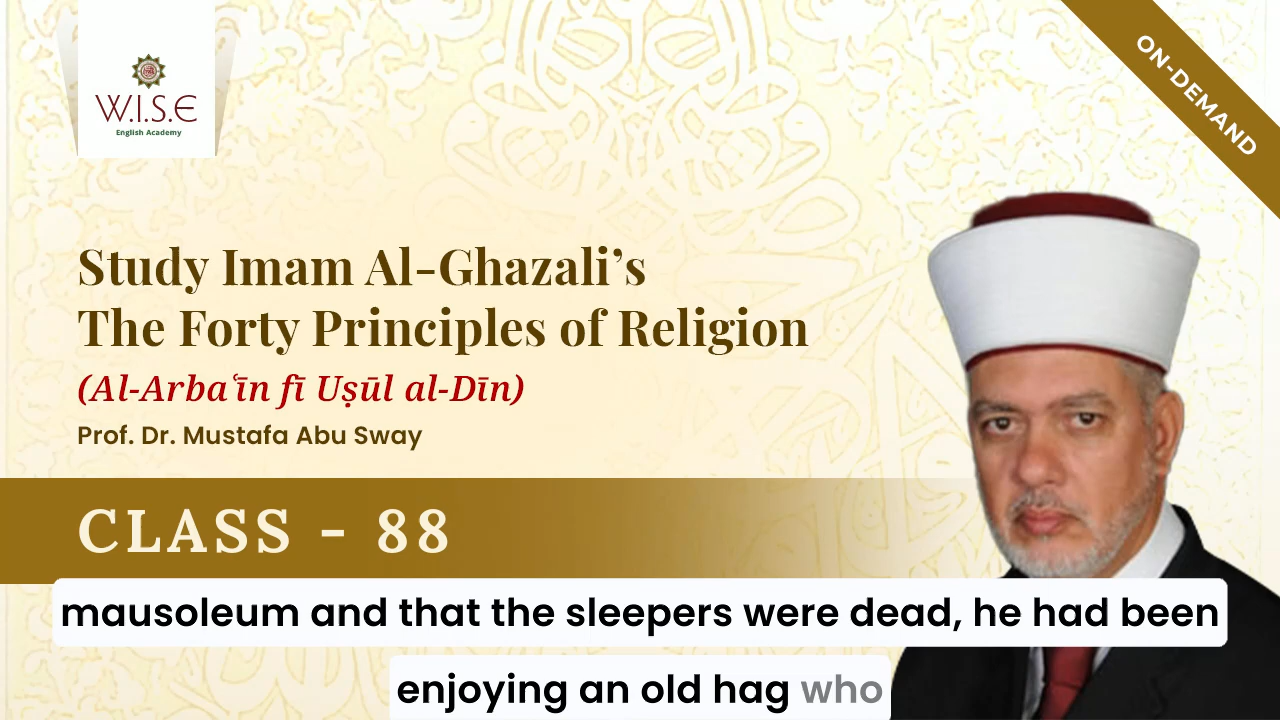 W.I.S.E
English Academy
ON-DEMAND
Study Imam Al-Ghazali’s
The Forty Principles of Religion
(Al-Arbaʿīn fī Uṣūl al-Dīn)
Prof. Dr. Mustafa Abu Sway
CLASS - 88
mausoleum and that the sleepers were dead, he had been
enjoying an old hag who